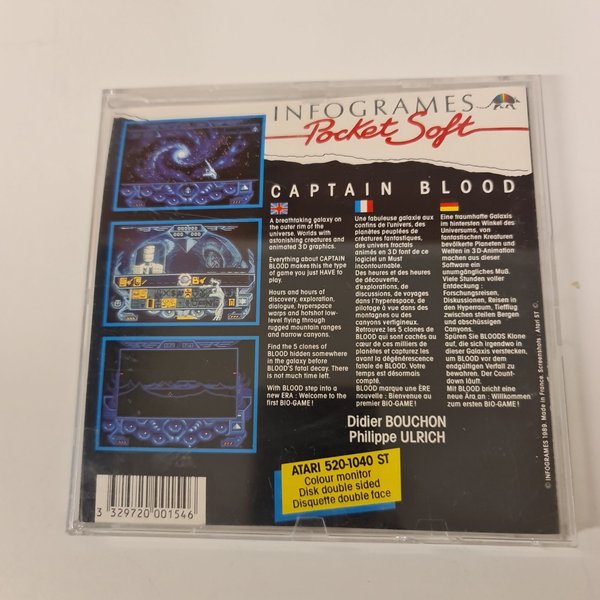 INFOGRAMES
Pocket Soft
CAPTAIN BLOOD
A breathtaking galaxy on
the outer rim of the
universe. Worlds with
astonishing creatures and
animated 3D graphics.
Everything about CAPTAIN
BLOOD makes this the type
of game you just HAVE to
play.
Hours and hours of
discovery, exploration,
dialogue, hyperspace
warps and hotshot low-
level flying through
rugged mountain ranges
and narrow canyons.
Find the 5 clones of
BLOOD hidden somewhere
in the galaxy before
BLOOD'S fatal decay. There
is not much time left.
With BLOOD step into a
new ERA : Welcome to the
first BIO-GAME !
Une fabuleuse galaxie aux
confins de l'univers, des
planètes peuplées de
créatures fantastiques,
des univers fractals
animés en 3D font de ce
logiciel un Must
incontournable.
Des heures et des heures
de découverte,
d'explorations, de
discussions, de voyages
dans l'hyperespace, de
pilotage à vue dans des
montagnes ou des
canyons vertigineux.
Retrouvez les 5 clones de
BLOOD qui sont cachés au
cœur de ces milliers de
planètes et capturez les
avant la dégénérescence
fatale de BLOOD. Votre
temps est désormais
compté.
BLOOD marque une ÈRE
nouvelle : Bienvenue au
premier BIO-GAME !
Eine traumhafte Galaxis
im hintersten Winkel des
Universums, von
fantastischen Kreaturen
bevölkerte Planeten und
Welten in 3D-Animation
machen aus dieser
Software ein
unumgängliches Muß.
Viele Stunden voller
Entdeckung :
Forschungsreisen,
Diskussionen, Reisen in
den Hyperraum, Tiefflug
zwischen steilen Bergen
und abschüssigen
Canyons.
Spüren Sie BLOODS Klone
auf, die sich irgendwo in
dieser Galaxis verstecken,
um BLOOD vor dem
endgültigen Verfall zu
bewahren. Der Count-
down läuft.
Mit BLOOD bricht eine
neue Ära an : Willkommen
zum ersten BIO-GAME !
Didier BOUCHON
Philippe ULRICH
ATARI 520-1040 ST
Colour monitor
Disk double sided
Disquette double face
3 329720 001546
© INFOGRAMES 1989. Made in France Screenshots : Atari ST ©.